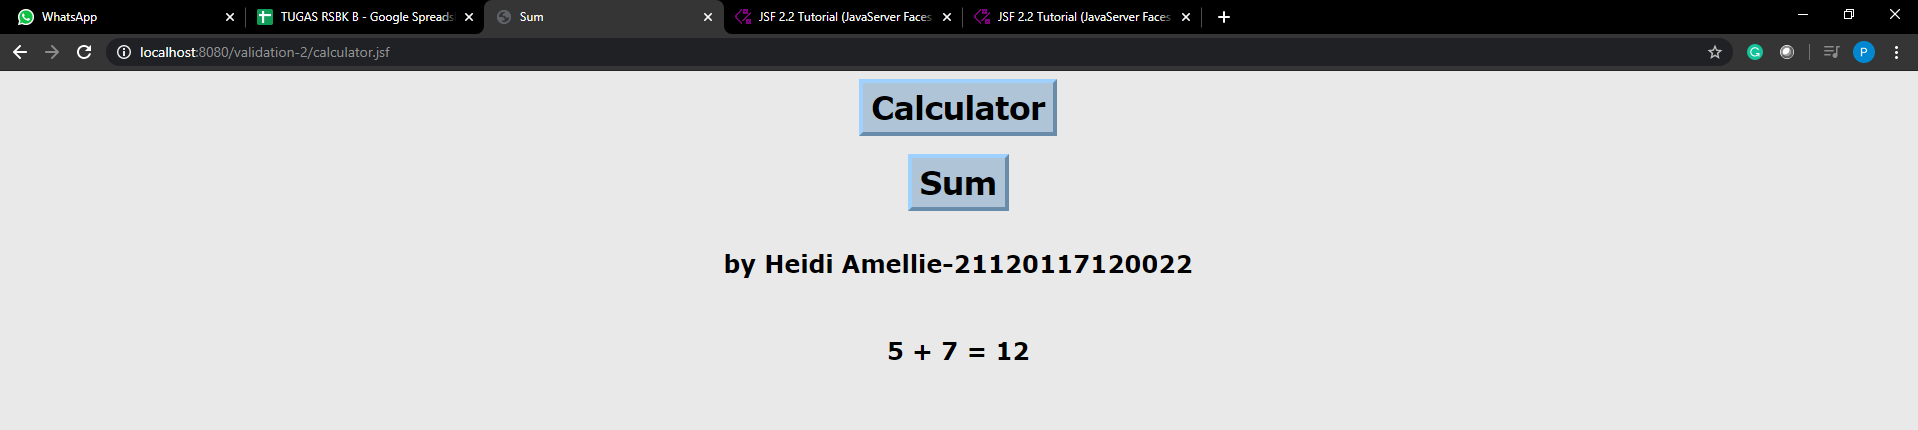 WhatsApp
TUGAS RSBK B - Google Spreads
Sum
JSF 2.2 Tutorial (JavaServer Faces
JSF 2.2 Tutorial (JavaServer Faces
localhost:8080/validation-2/calculator.jsf
P
Calculator
Sum
by Heidi Amellie-21120117120022
5 + 7 = 12